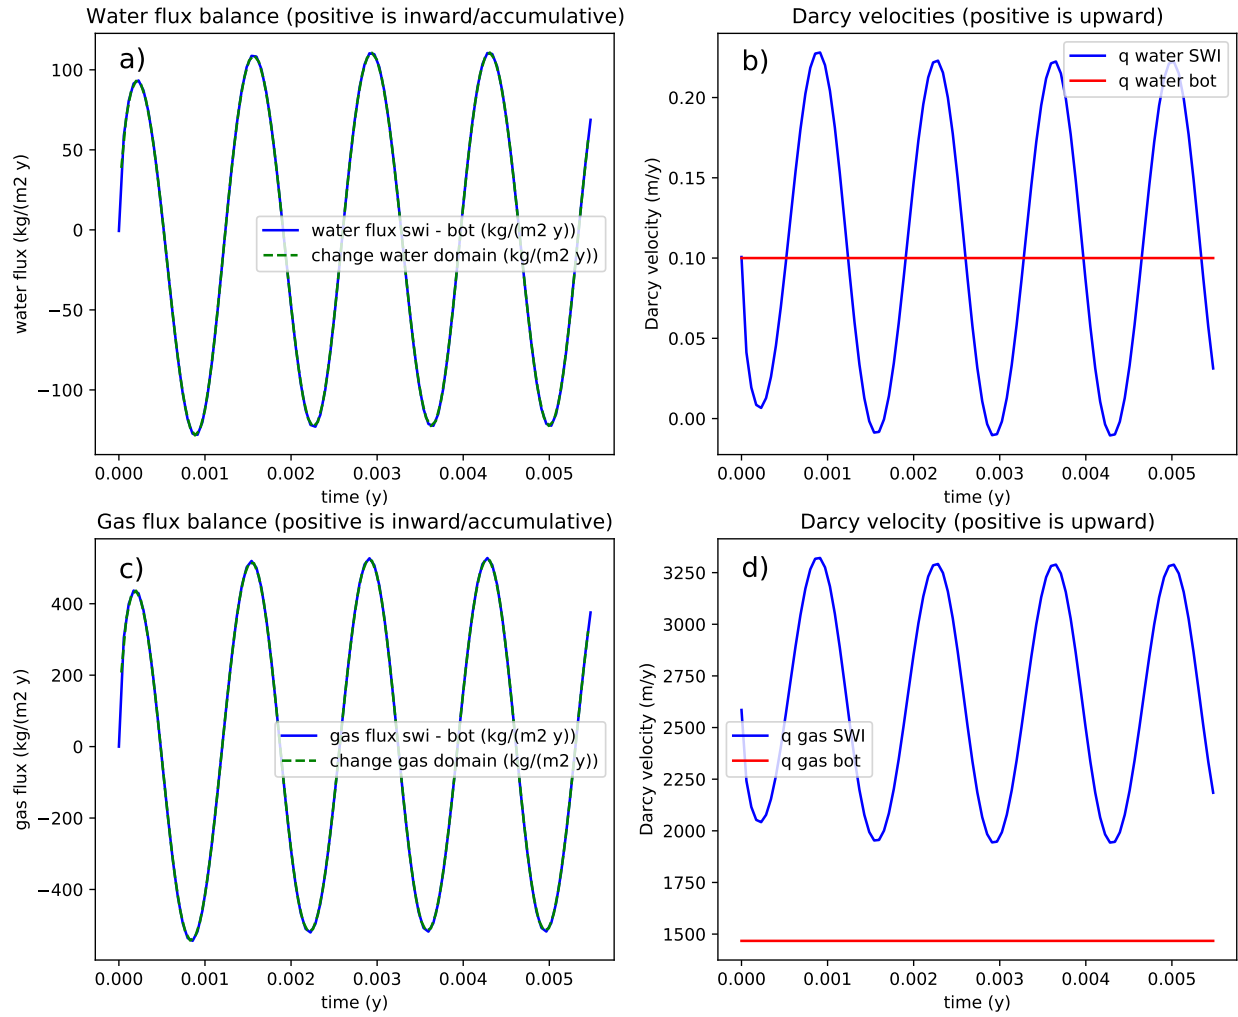 Water flux balance (positive is inward/accumulative)
a)
water flux (kg/(m2 y)
100
50
0
−50
−100
water flux swi - bot (kg/(m2 y))
change water domain (kg/(m2 y))
0.000 0.001 0.002 0.003 0.004 0.005
time (y)
Darcy velocities (positive is upward)
b)
Darcy velocity (m/y)
0.20
0.15
0.10
0.05
0.00
q water SWI
q water bot
0.000 0.001 0.002 0.003 0.004 0.005
time (y)
Gas flux balance (positive is inward/accumulative)
c)
gas flux (kg/(m2 y)
400
200
0
−200
−400
gas flux swi - bot (kg/(m2 y))
change gas domain (kg/(m2 y))
0.000 0.001 0.002 0.003 0.004 0.005
time (y)
Darcy velocity (positive is upward)
d)
Darcy velocity (m/y)
3250
3000
2750
2500
2250
2000
1750
1500
q gas SWI
q gas bot
0.000 0.001 0.002 0.003 0.004 0.005
time (y)